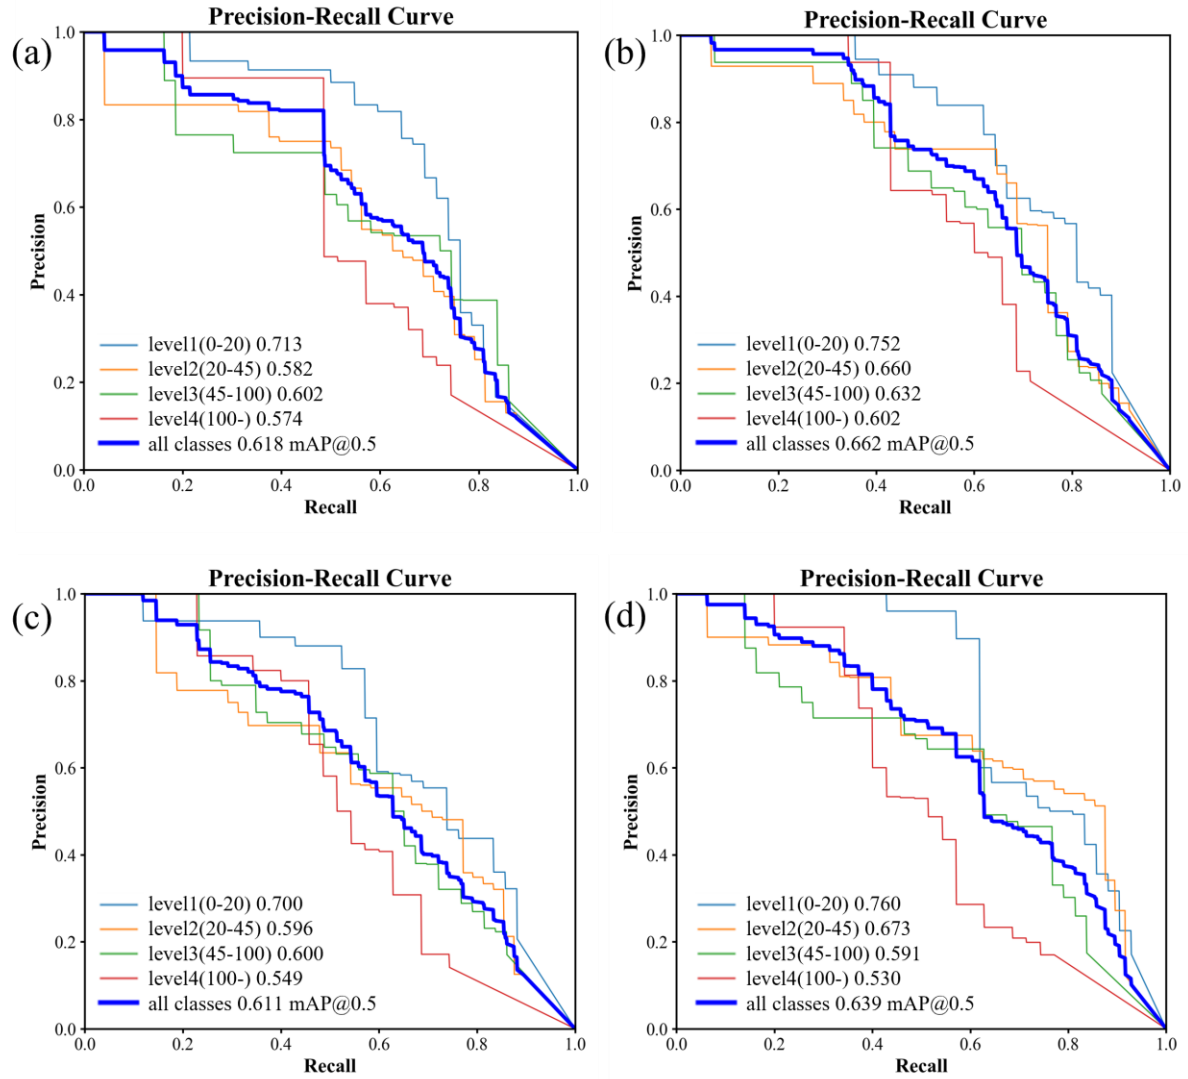 Precision-Recall Curve
(a)
1.0
0.8
0.6
0.4
0.2
0.0
Precision
level1(0-20) 0.713
level2(20-45) 0.582
level3(45-100) 0.602
level4(100-) 0.574
all classes 0.618 mAP@0.5
0.0 0.2 0.4 0.6 0.8 1.0
Recall
Precision-Recall Curve
(b)
1.0
0.8
0.6
0.4
0.2
0.0
Precision
level1(0-20) 0.752
level2(20-45) 0.660
level3(45-100) 0.632
level4(100-) 0.602
all classes 0.662 mAP@0.5
0.0 0.2 0.4 0.6 0.8 1.0
Recall
Precision-Recall Curve
(c)
1.0
0.8
0.6
0.4
0.2
0.0
Precision
level1(0-20) 0.700
level2(20-45) 0.596
level3(45-100) 0.600
level4(100-) 0.549
all classes 0.611 mAP@0.5
0.0 0.2 0.4 0.6 0.8 1.0
Recall
Precision-Recall Curve
(d)
1.0
0.8
0.6
0.4
0.2
0.0
Precision
level1(0-20) 0.760
level2(20-45) 0.673
level3(45-100) 0.591
level4(100-) 0.530
all classes 0.639 mAP@0.5
0.0 0.2 0.4 0.6 0.8 1.0
Recall